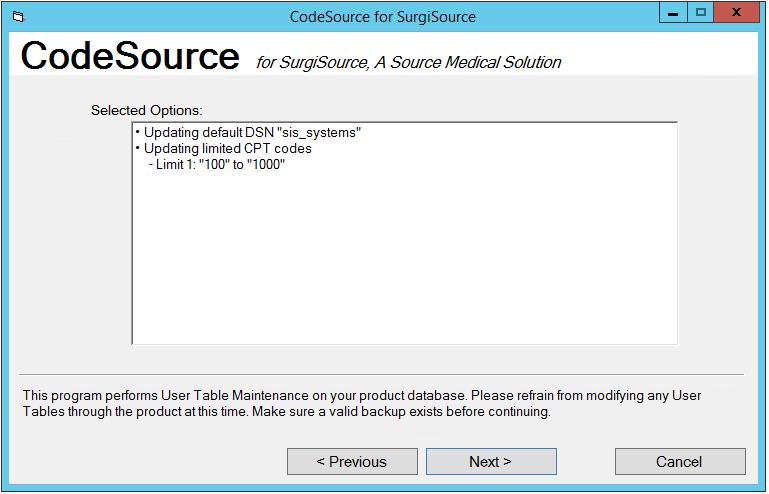 CodeSource for SurgiSource
X
CodeSource for SurgiSource, A Source Medical Solution
Selected Options:
• Updating default DSN "sis_systems"
• Updating limited CPT codes
- Limit 1: "100" to "1000"
This program performs User Table Maintenance on your product database. Please refrain from modifying any User
Tables through the product at this time. Make sure a valid backup exists before continuing.
< Previous Next > Cancel